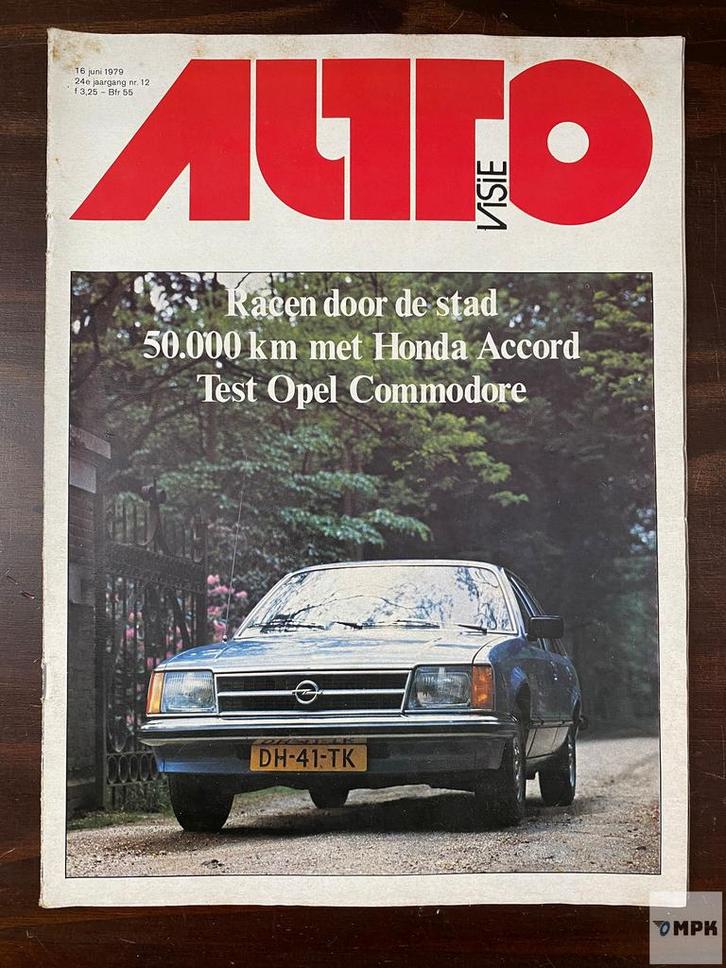 16 juni 1979
24e jaargang nr. 12
f 3,25 – Bfr 55
AUTO
VISIE
Racen door de stad
50.000 km met Honda Accord
Test Opel Commodore
DH-41-TK
MPK